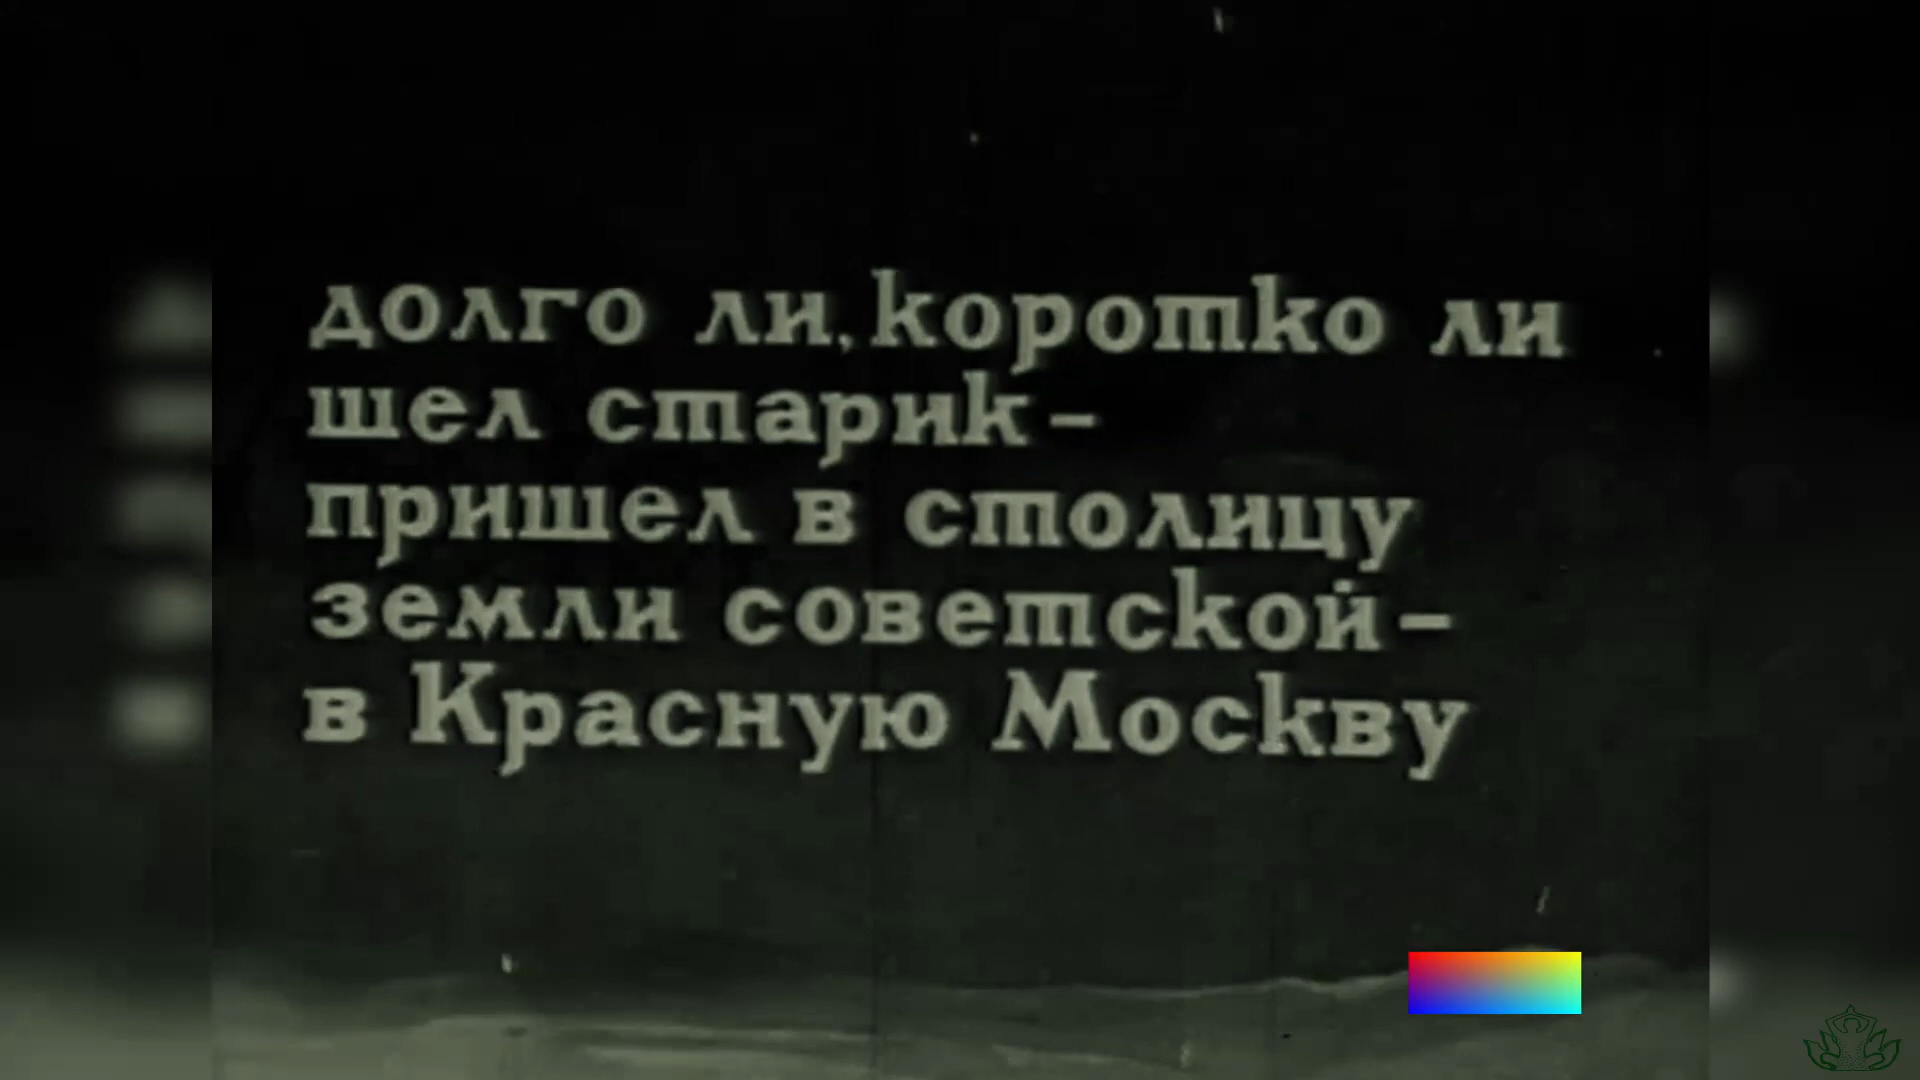 долго ли, коротко ли
шел старик –
пришел в столицу
земли советской –
в Красную Москву